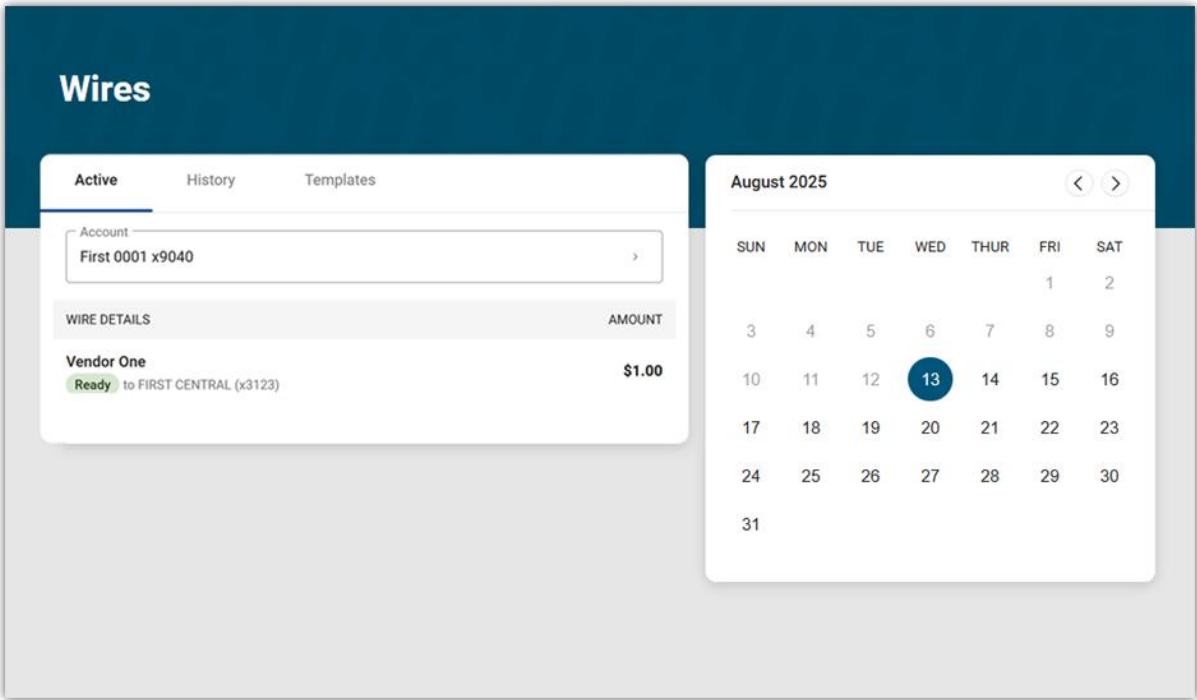 Wires
Active History Templates
Account
First 0001 x9040
WIRE DETAILS AMOUNT
Vendor One
$1.00
Ready to FIRST CENTRAL (x3123)
August 2025
SUN MON TUE WED THUR FRI SAT
1 2
3 4 5 6 7 8 9
10 11 12 13 14 15 16
17 18 19 20 21 22 23
24 25 26 27 28 29 30
31